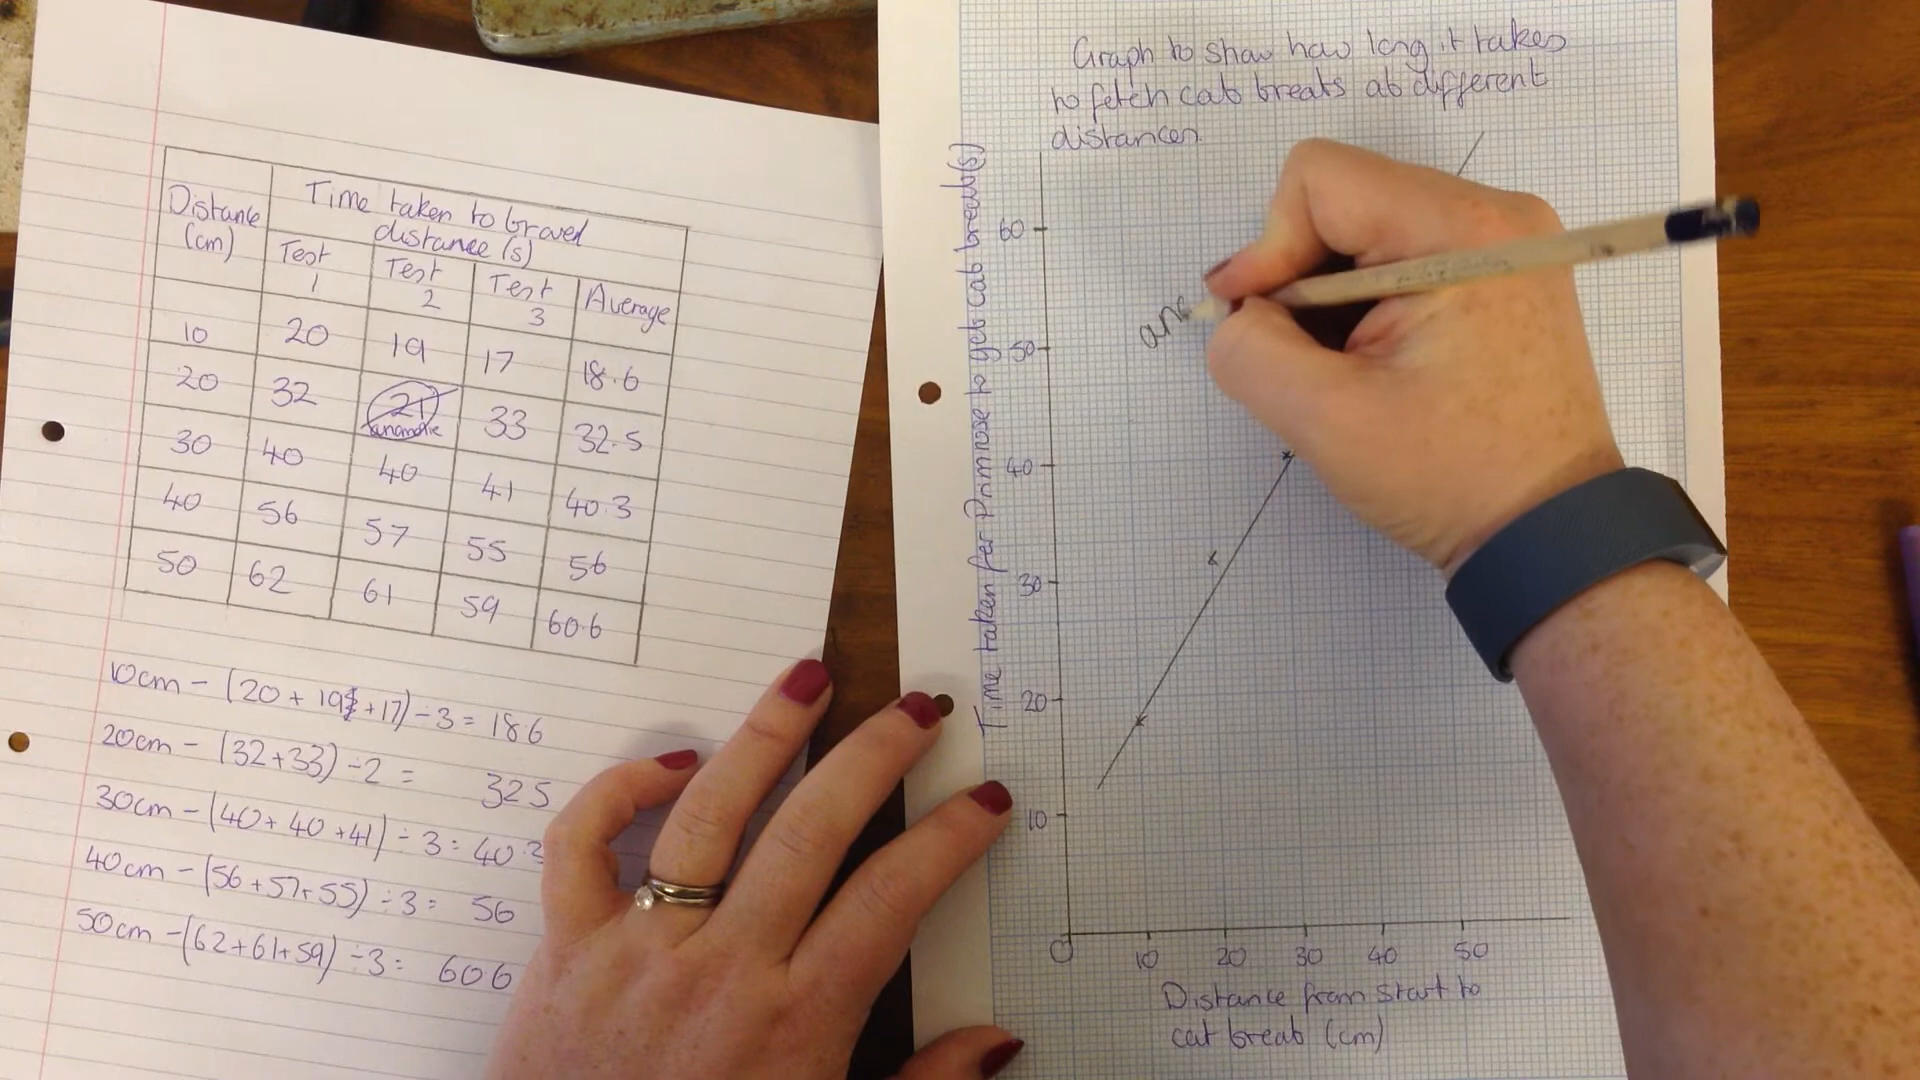 Distance
(cm)
Time taken to travel
distance (s)
Test
1
Test
2
Test
3
Average
10
20
19
17
18.6
20
32
21
anomolie
33
32.5
30
40
40
41
40.3
40
56
57
55
56
50
62
61
59
60.6
10cm - (20 + 19 + 17) ÷ 3 = 18.6
20cm - (32+33) ÷ 2 = 32.5
30cm - (40 + 40 + 41) ÷ 3 = 40.3
40cm - (56 + 57 + 55) ÷ 3 = 56
50cm - (62 + 61 + 59) ÷ 3 = 60.6
Graph to show how long it takes
to fetch cat treats at different
distances.
Time taken for Primrose to get cat treats (s)
60
50
40
30
20
10
0
10
20
30
40
50
Distance from start to
cat treat (cm)
ano